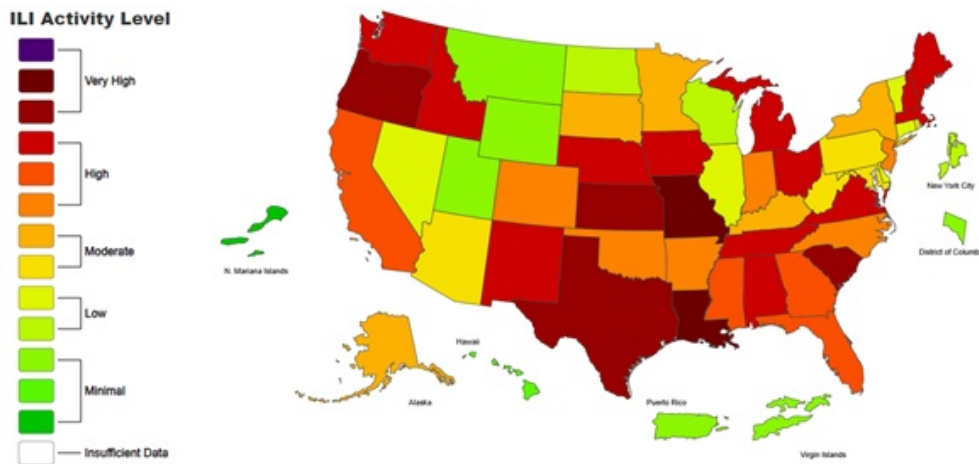 ILI Activity Level
Very High
High
Moderate
Low
Minimal
Insufficient Data
N. Mariana Islands
Alaska
Hawaii
Puerto Rico
Virgin Islands
New York City
District of Columb